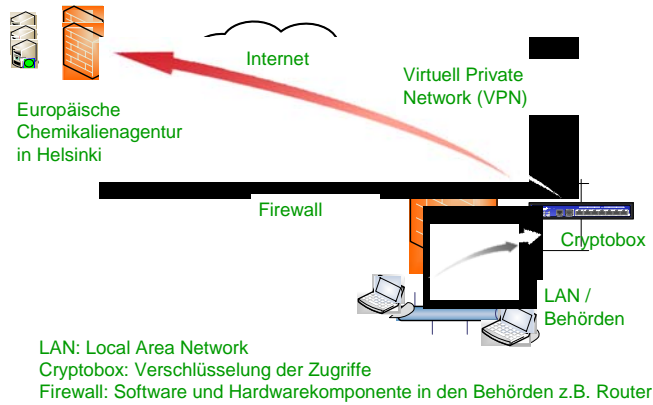 Internet
Virtuell Private
Network (VPN)
Europäische
Chemikalienagentur
in Helsinki
Firewall
Cryptobox
LAN /
Behörden
LAN: Local Area Network
Cryptobox: Verschlüsselung der Zugriffe
Firewall: Software und Hardwarekomponente in den Behörden z.B. Router